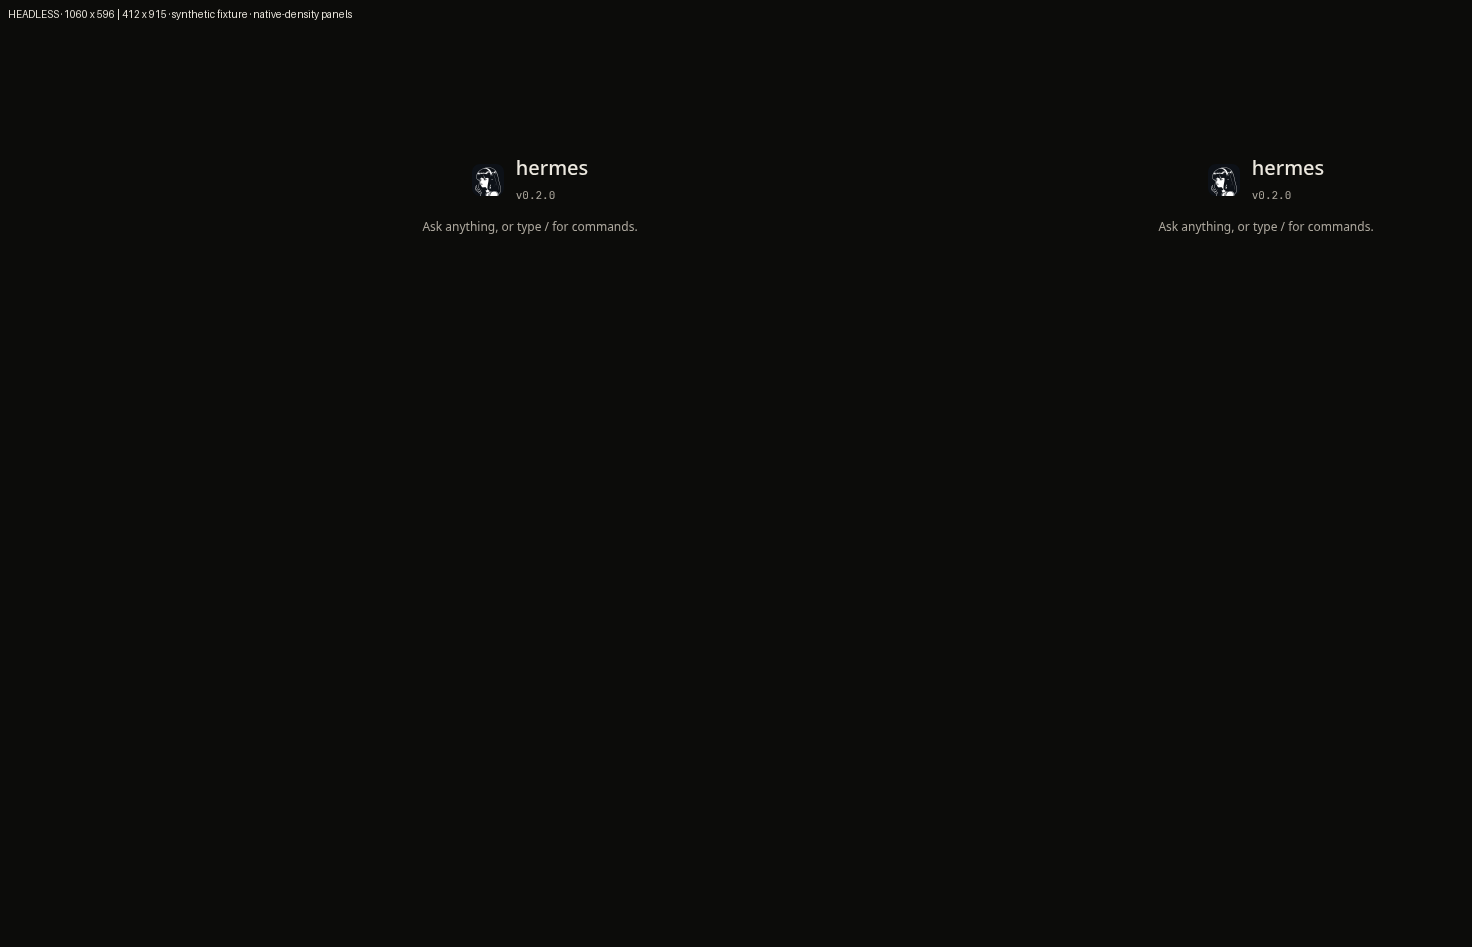 HEADLESS · 1060 x 596 | 412 x 915 · synthetic fixture · native-density panels
hermes
v0.2.0
Ask anything, or type / for commands.
hermes
v0.2.0
Ask anything, or type / for commands.